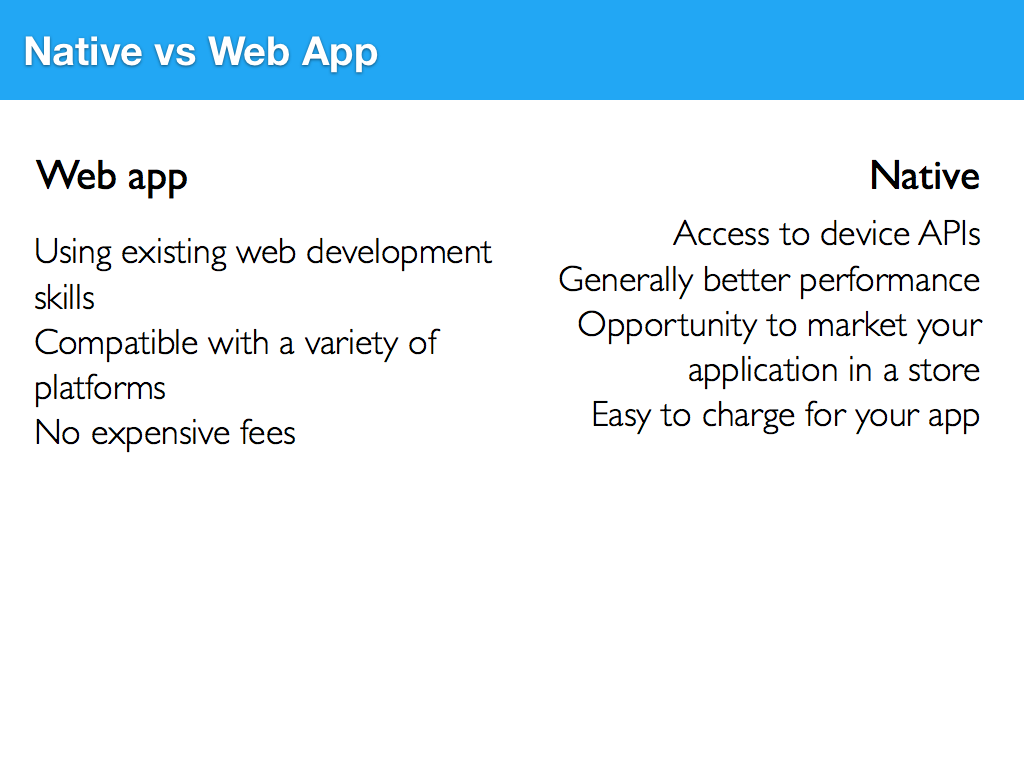 Native vs Web App
Web app
Using existing web development
skills
Compatible with a variety of
platforms
No expensive fees
Native
Access to device APIs
Generally better performance
Opportunity to market your
application in a store
Easy to charge for your app